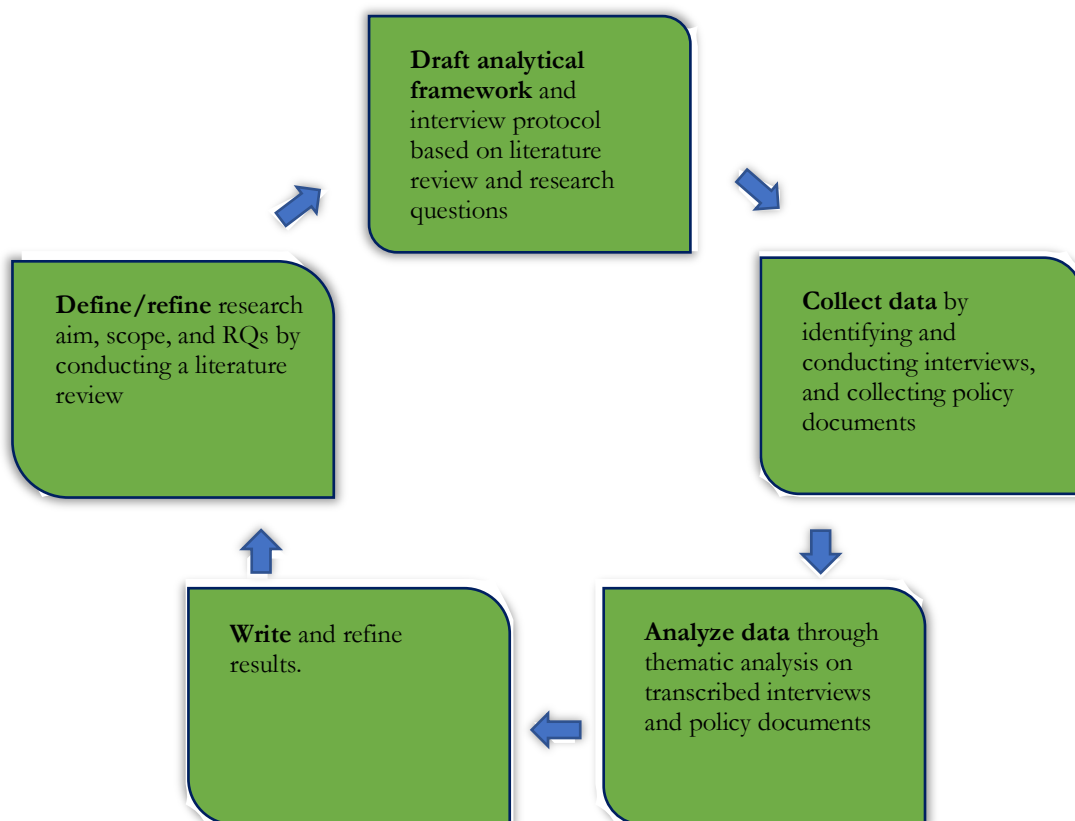 Draft analytical
framework and
interview protocol
based on literature
review and research
questions
Define/refine research
aim, scope, and RQs by
conducting a literature
review
Collect data by
identifying and
conducting interviews,
and collecting policy
documents
Write and refine
results.
Analyze data through
thematic analysis on
transcribed interviews
and policy documents